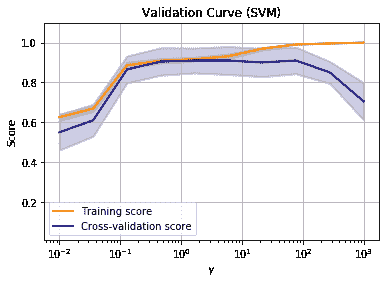 Validation Curve (SVM)
Score
1.0
0.8
0.6
0.4
0.2
Training score
Cross-validation score
10⁻² 10⁻¹ 10⁰ 10¹ 10² 10³
γ